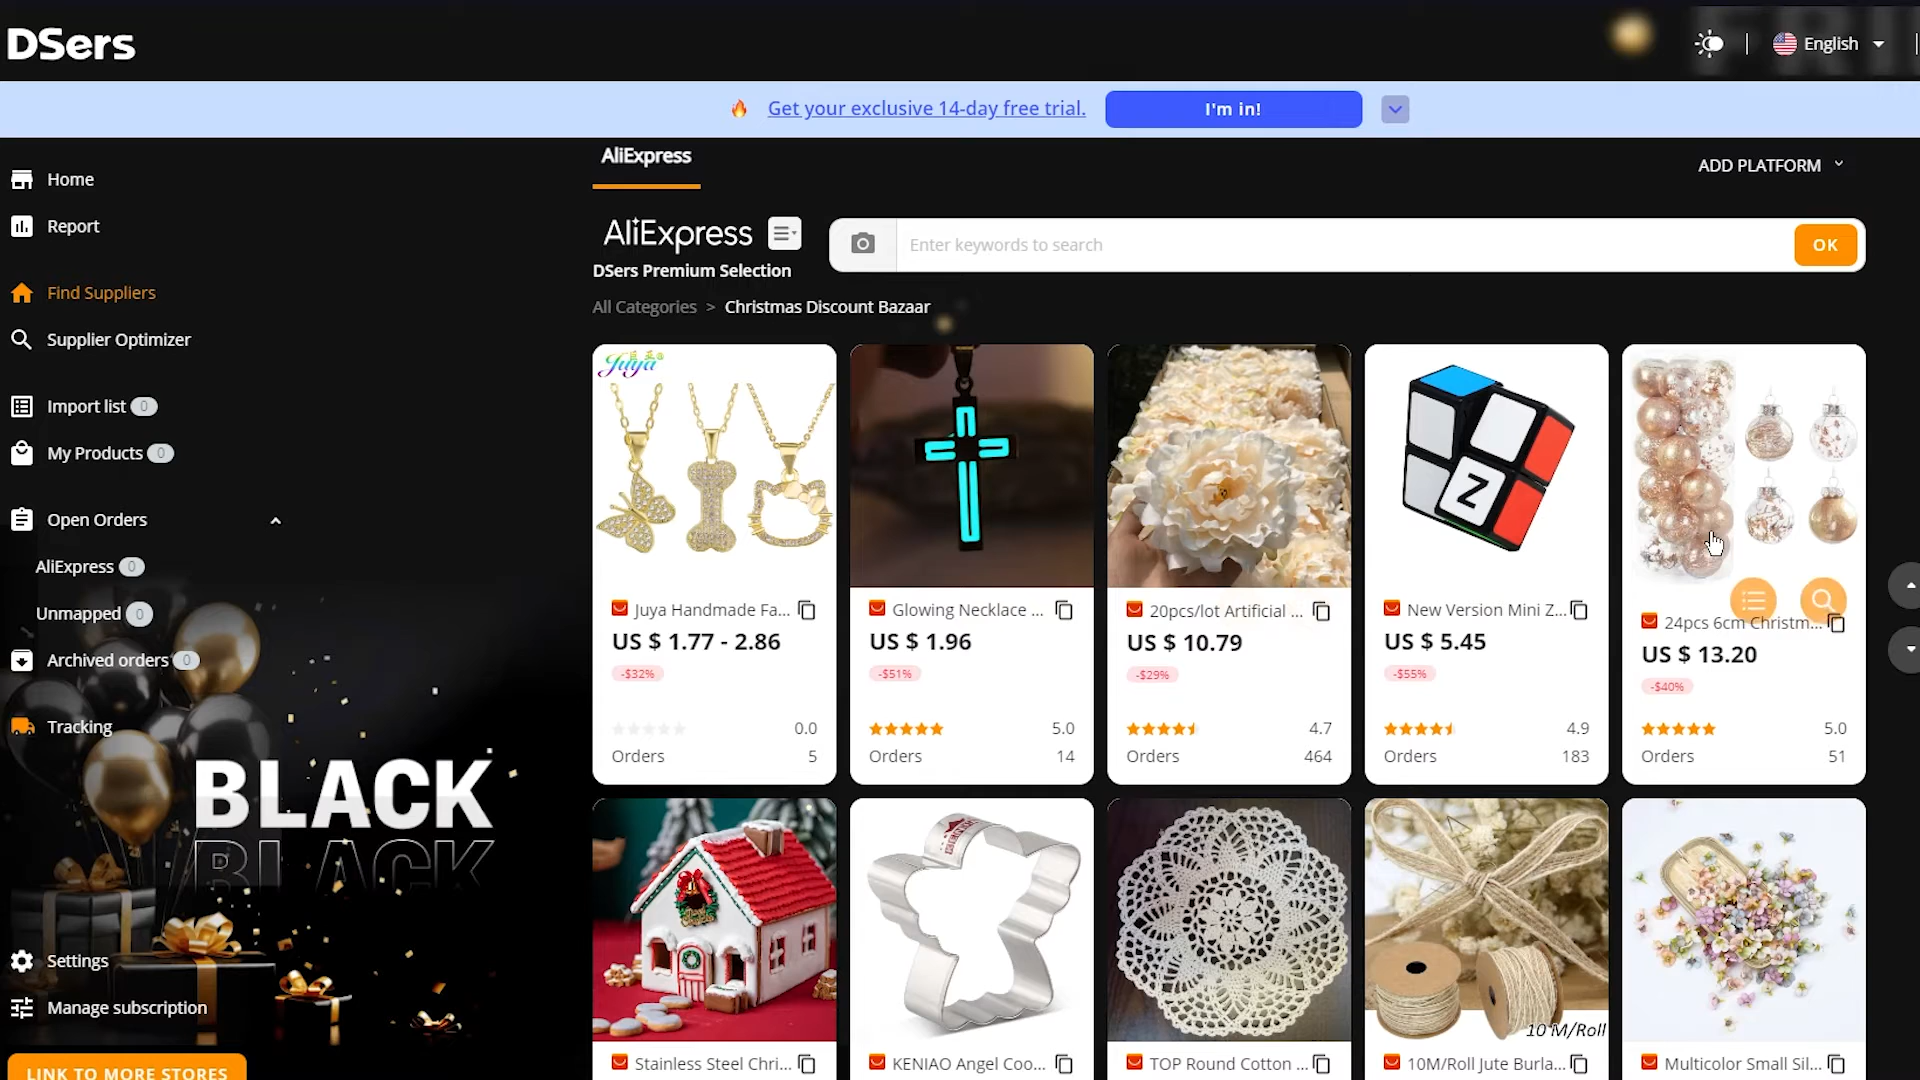 DSers
English
Get your exclusive 14-day free trial.
I'm in!
Home
Report
Find Suppliers
Supplier Optimizer
Import list 0
My Products 0
Open Orders
AliExpress 0
Unmapped 0
Archived orders 0
Tracking
BLACK
BLACK
Settings
Manage subscription
LINK TO MORE STORES
AliExpress
ADD PLATFORM
AliExpress
DSers Premium Selection
Enter keywords to search
OK
All Categories > Christmas Discount Bazaar
Juya
Juya Handmade Fa...
US $ 1.77 - 2.86
-$32%
0.0
Orders 5
Glowing Necklace ...
US $ 1.96
-$51%
5.0
Orders 14
20pcs/lot Artificial ...
US $ 10.79
-$29%
4.7
Orders 464
Z
New Version Mini Z...
US $ 5.45
-$55%
4.9
Orders 183
24pcs 6cm Christm...
US $ 13.20
-$40%
5.0
Orders 51
Stainless Steel Chri...
KENIAO Angel Coo...
TOP Round Cotton ...
10 M/Roll
10M/Roll Jute Burla...
Multicolor Small Sil...